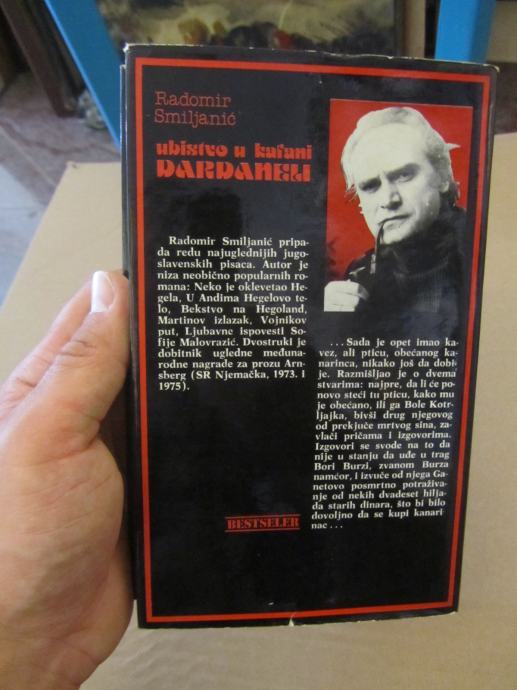 Radomir
Smiljanić
ubistvo u kafani
DARDANELI
Radomir Smiljanić pripa-
da redu najuglednijih jugo-
slavenskih pisaca. Autor je
niza neobično popularnih ro-
mana: Neko je oklevetao He-
gela, U Andima Hegelovo te-
lo, Bekstvo na Hegoland,
Martinov izlazak, Vojnikov
put, Ljubavne ispovesti So-
fije Malovrazić. Dvostruki je
dobitnik ugledne međuna-
rodne nagrade za prozu Arn-
sberg (SR Njemačka, 1973. i
1975).
... Sada je opet imao ka-
vez, ali pticu, obećanog ka-
narinca, nikako još da dobi-
je. Razmišljao je o dvema
stvarima: najpre, da li će po-
novo steći tu pticu, kako mu
je obećano, ili ga Bole Kotr-
ljajka, bivši drug njegovog
od prekjuče mrtvog sina, za-
vlači pričama i izgovorima.
Izgovori se svode na to da
nije u stanju da uđe u trag
Bori Burzi, zvanom Burza
namćor, i izvuče od njega Ga-
netovo posmrtno potraživa-
nje od nekih dvadeset hilja-
da starih dinara, što bi bilo
dovoljno da se kupi kanari-
nac ...
BESTSELER